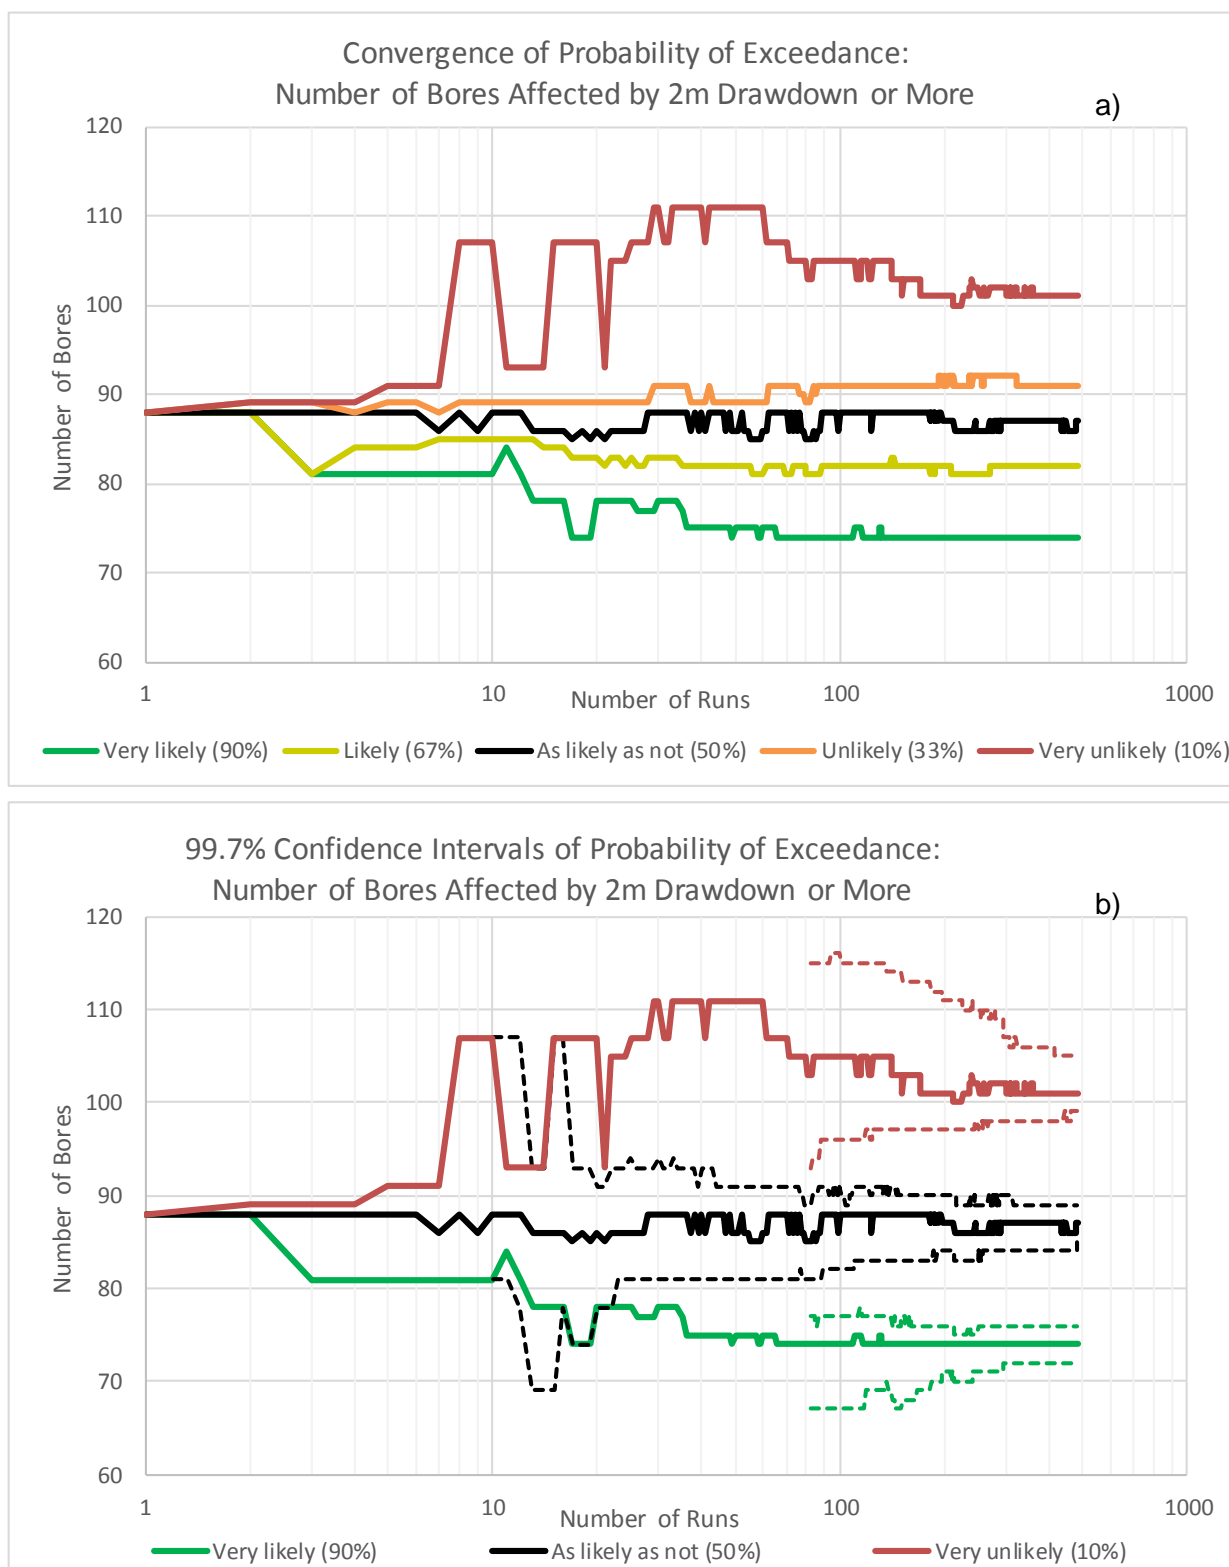 Convergence of Probability of Exceedance:
Number of Bores Affected by 2m Drawdown or More
a)
120
110
100
90
80
70
60
Number of Bores
1
10
100
1000
Number of Runs
Very likely (90%)
Likely (67%)
As likely as not (50%)
Unlikely (33%)
Very unlikely (10%)
99.7% Confidence Intervals of Probability of Exceedance:
Number of Bores Affected by 2m Drawdown or More
b)
120
110
100
90
80
70
60
Number of Bores
1
10
100
1000
Number of Runs
Very likely (90%)
As likely as not (50%)
Very unlikely (10%)